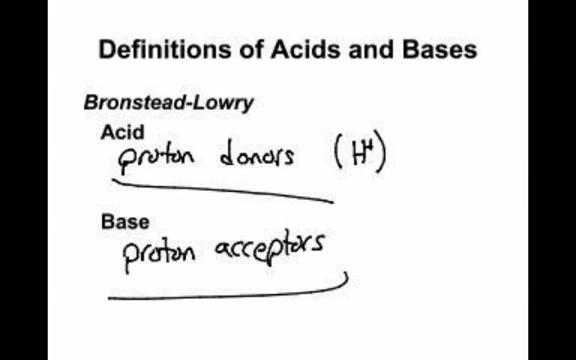 Definitions of Acids and Bases
Bronstead-Lowry
Acid
proton donors (H⁺)
Base
proton acceptors